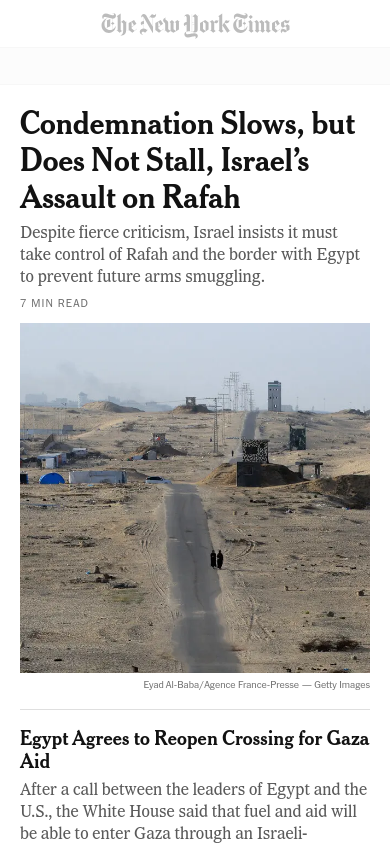 The New York Times
Condemnation Slows, but
Does Not Stall, Israel’s
Assault on Rafah
Despite fierce criticism, Israel insists it must
take control of Rafah and the border with Egypt
to prevent future arms smuggling.
7 MIN READ
Eyad Al-Baba/Agence France-Presse — Getty Images
Egypt Agrees to Reopen Crossing for Gaza
Aid
After a call between the leaders of Egypt and the
U.S., the White House said that fuel and aid will
be able to enter Gaza through an Israeli-